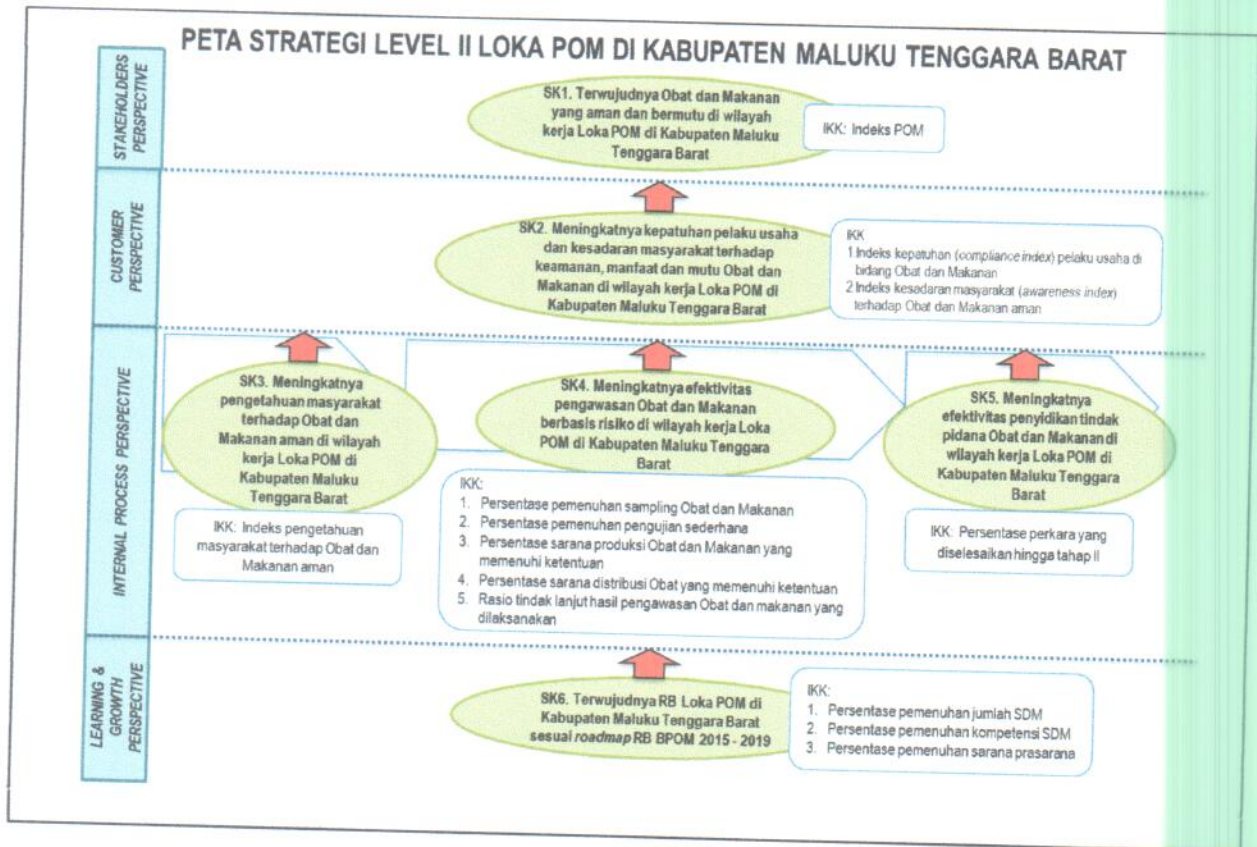 PETA STRATEGI LEVEL II LOKA POM DI KABUPATEN MALUKU TENGGARA BARAT
STAKEHOLDERS
PERSPECTIVE
SK1. Terwujudnya Obat dan Makanan
yang aman dan bermutu di wilayah
kerja Loka POM di Kabupaten Maluku
Tenggara Barat
IKK: Indeks POM
CUSTOMER
PERSPECTIVE
SK2. Meningkatnya kepatuhan pelaku usaha
dan kesadaran masyarakat terhadap
keamanan, manfaat dan mutu Obat dan
Makanan di wilayah kerja Loka POM di
Kabupaten Maluku Tenggara Barat
IKK
1 Indeks kepatuhan (compliance index) pelaku usaha di
bidang Obat dan Makanan
2 Indeks kesadaran masyarakat (awareness index)
terhadap Obat dan Makanan aman
INTERNAL PROCESS PERSPECTIVE
SK3. Meningkatnya
pengetahuan masyarakat
terhadap Obat dan
Makanan aman di wilayah
kerja Loka POM di
Kabupaten Maluku
Tenggara Barat
IKK: Indeks pengetahuan
masyarakat terhadap Obat dan
Makanan aman
SK4. Meningkatnya efektivitas
pengawasan Obat dan Makanan
berbasis risiko di wilayah kerja Loka
POM di Kabupaten Maluku Tenggara
Barat
IKK:
1. Persentase pemenuhan sampling Obat dan Makanan
2. Persentase pemenuhan pengujian sederhana
3. Persentase sarana produksi Obat dan Makanan yang
memenuhi ketentuan
4. Persentase sarana distribusi Obat yang memenuhi ketentuan
5. Rasio tindak lanjut hasil pengawasan Obat dan makanan yang
dilaksanakan
SK5. Meningkatnya
efektivitas penyidikan tindak
pidana Obat dan Makanan di
wilayah kerja Loka POM di
Kabupaten Maluku Tenggara
Barat
IKK: Persentase perkara yang
diselesaikan hingga tahap II
LEARNING &
GROWTH
PERSPECTIVE
SK6. Terwujudnya RB Loka POM di
Kabupaten Maluku Tenggara Barat
sesuai roadmap RB BPOM 2015 - 2019
IKK:
1. Persentase pemenuhan jumlah SDM
2. Persentase pemenuhan kompetensi SDM
3. Persentase pemenuhan sarana prasarana